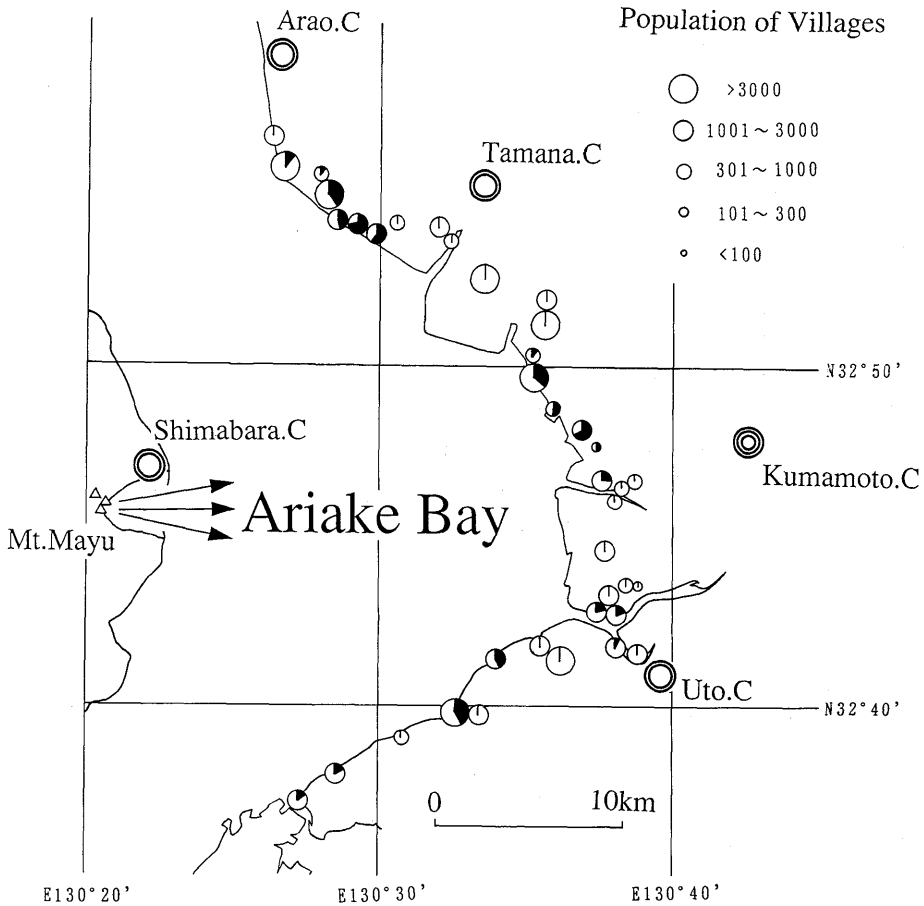 Arao.C
Population of Villages
>3000
1001~3000
301~1000
101~300
<100
Tamana.C
N32°50'
Shimabara.C
Kumamoto.C
Ariake Bay
Mt.Mayu
Uto.C
N32°40'
0 10km
E130°20' E130°30' E130°40'